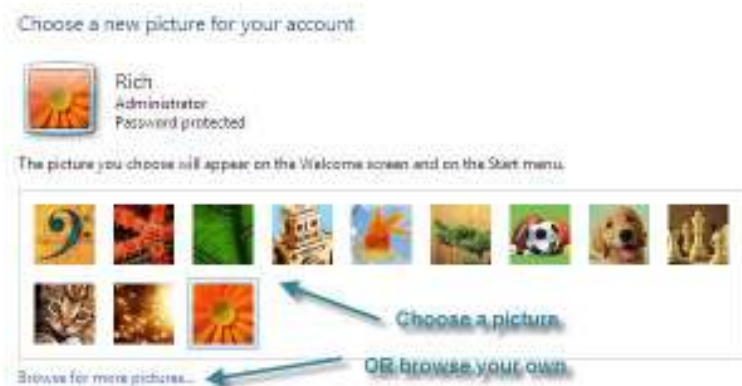 Choose a new picture for your account
Rich
Administrator
Password protected
The picture you choose will appear on the Welcome screen and on the Start menu.
Choose a picture
OR browse your own
Browse for more pictures...